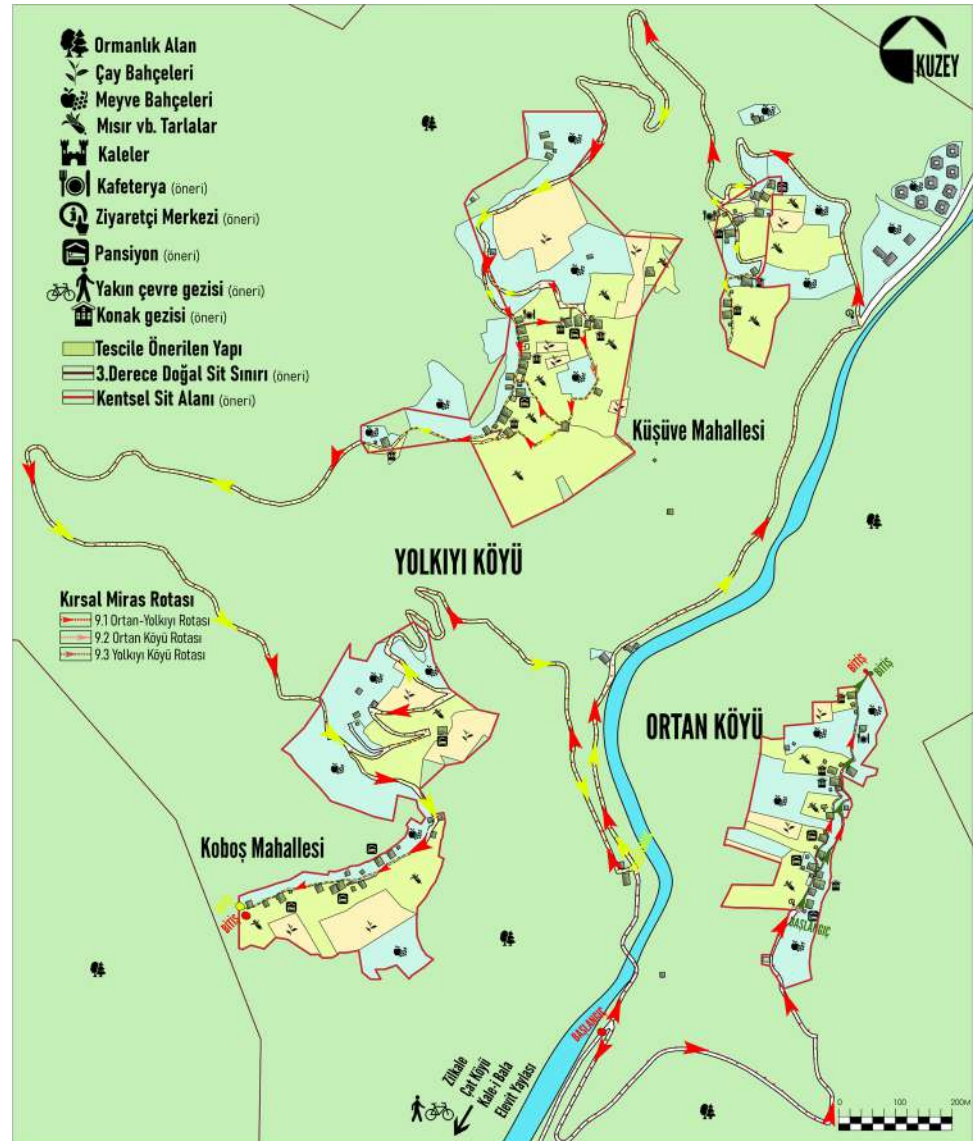 Ormanlık Alan
Çay Bahçeleri
Meyve Bahçeleri
Mısır vb. Tarlalar
Kaleler
Kafeterya (öneri)
Ziyaretçi Merkezi (öneri)
Pansiyon (öneri)
Yakın çevre gezisi (öneri)
Konak gezisi (öneri)
Tescile Önerilen Yapı
3.Derece Doğal Sit Sınırı (öneri)
Kentsel Sit Alanı (öneri)
KUZEY
Küşüve Mahallesi
YOLKIYI KÖYÜ
Kırsal Miras Rotası
9.1 Ortan-Yolkıyı Rotası
9.2 Ortan Köyü Rotası
9.3 Yolkıyı Köyü Rotası
BİTİŞ
BİTİŞ
ORTAN KÖYÜ
Koboş Mahallesi
BİTİŞ
BAŞLANGIÇ
BAŞLANGIÇ
Zilkale
Çat Köyü
Kale-i Bala
Elevit Yaylası
0 100 200M